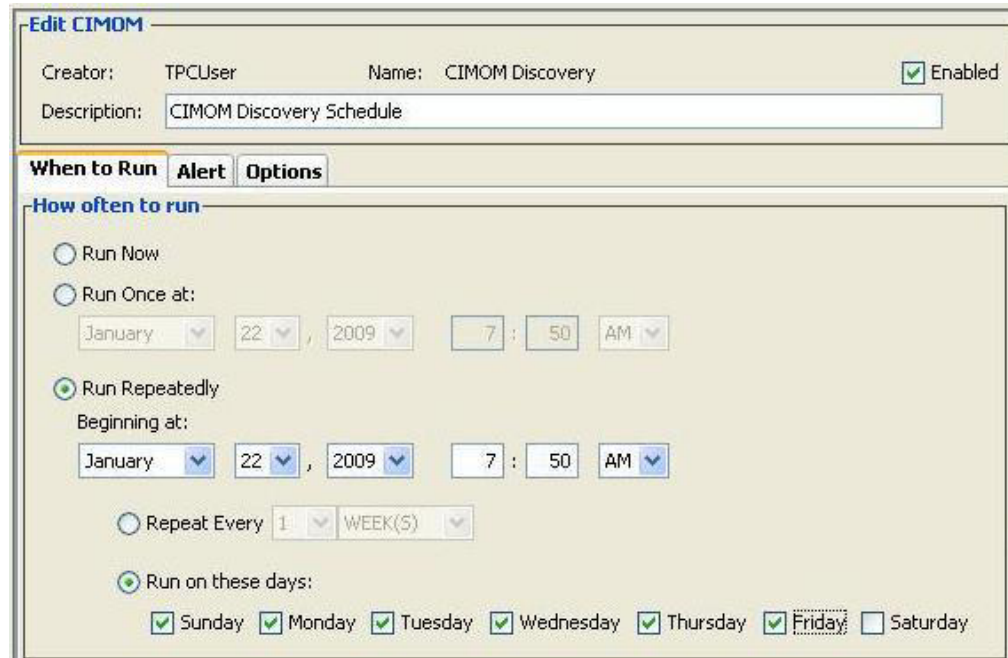 Edit CIMOM
Creator: TPCUser Name: CIMOM Discovery Enabled
Description: CIMOM Discovery Schedule
When to Run Alert Options
How often to run
Run Now
Run Once at:
January 22 , 2009 7 : 50 AM
Run Repeatedly
Beginning at:
January 22 , 2009 7 : 50 AM
Repeat Every 1 WEEK(S)
Run on these days:
Sunday Monday Tuesday Wednesday Thursday Friday Saturday